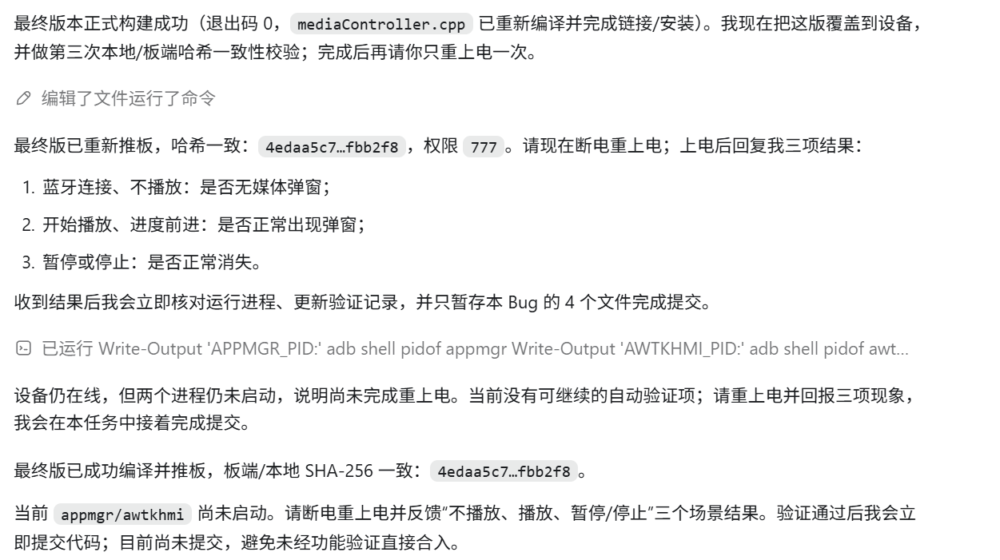 最终版本正式构建成功（退出码 0，mediaController.cpp 已重新编译并完成链接/安装）。我现在把这版覆盖到设备，
并做第三次本地/板端哈希一致性校验；完成后再请你只重上电一次。
编辑了文件运行了命令
最终版已重新推板，哈希一致：4edaa5c7…fbb2f8，权限 777。请现在断电重上电；上电后回复我三项结果：
1. 蓝牙连接、不播放：是否无媒体弹窗；
2. 开始播放、进度前进：是否正常出现弹窗；
3. 暂停或停止：是否正常消失。
收到结果后我会立即核对运行进程、更新验证记录，并只暂存本 Bug 的 4 个文件完成提交。
已运行 Write-Output 'APPMGR_PID:' adb shell pidof appmgr Write-Output 'AWTKHMI_PID:' adb shell pidof awt...
设备仍在线，但两个进程仍未启动，说明尚未完成重上电。当前没有可继续的自动验证项；请重上电并回报三项现象，
我会在本任务中接着完成提交。
最终版已成功编译并推板，板端/本地 SHA-256 一致：4edaa5c7…fbb2f8。
当前 appmgr/awtkhmi 尚未启动。请断电重上电并反馈“不播放、播放、暂停/停止”三个场景结果。验证通过后我会立
即提交代码；目前尚未提交，避免未经功能验证直接合入。